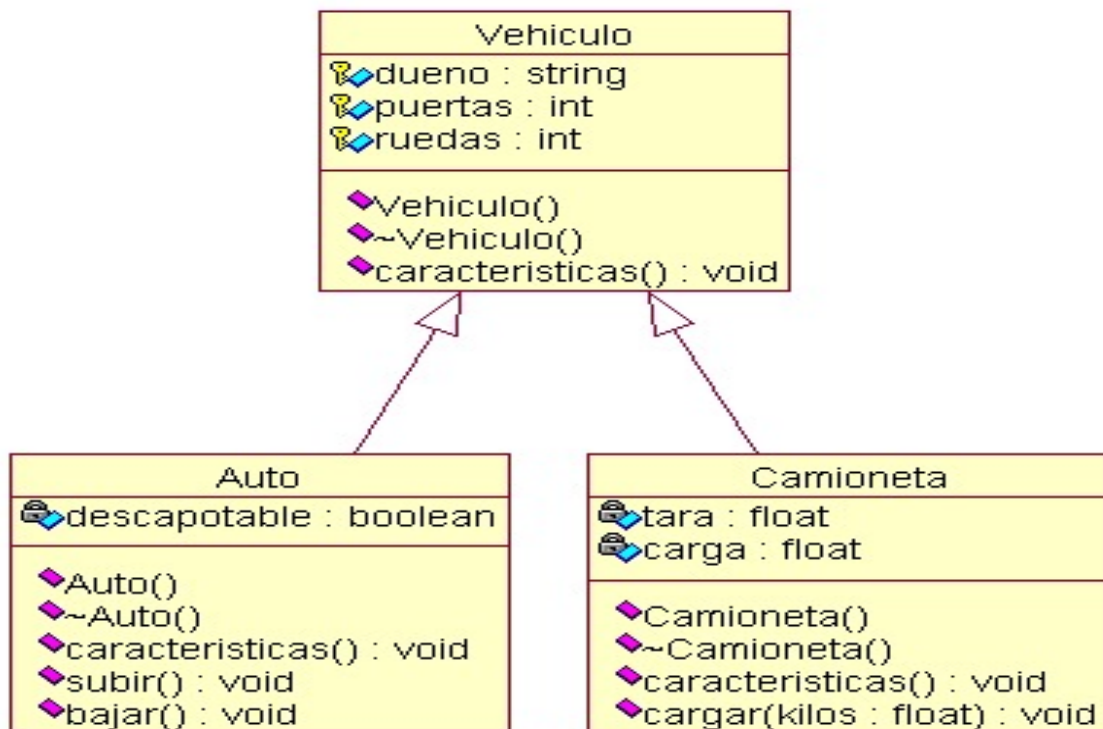 Vehiculo
dueno : string
puertas : int
ruedas : int
Vehiculo()
~Vehiculo()
caracteristicas() : void
Auto
descapotable : boolean
Auto()
~Auto()
caracteristicas() : void
subir() : void
bajar() : void
Camioneta
tara : float
carga : float
Camioneta()
~Camioneta()
caracteristicas() : void
cargar(kilos : float) : void